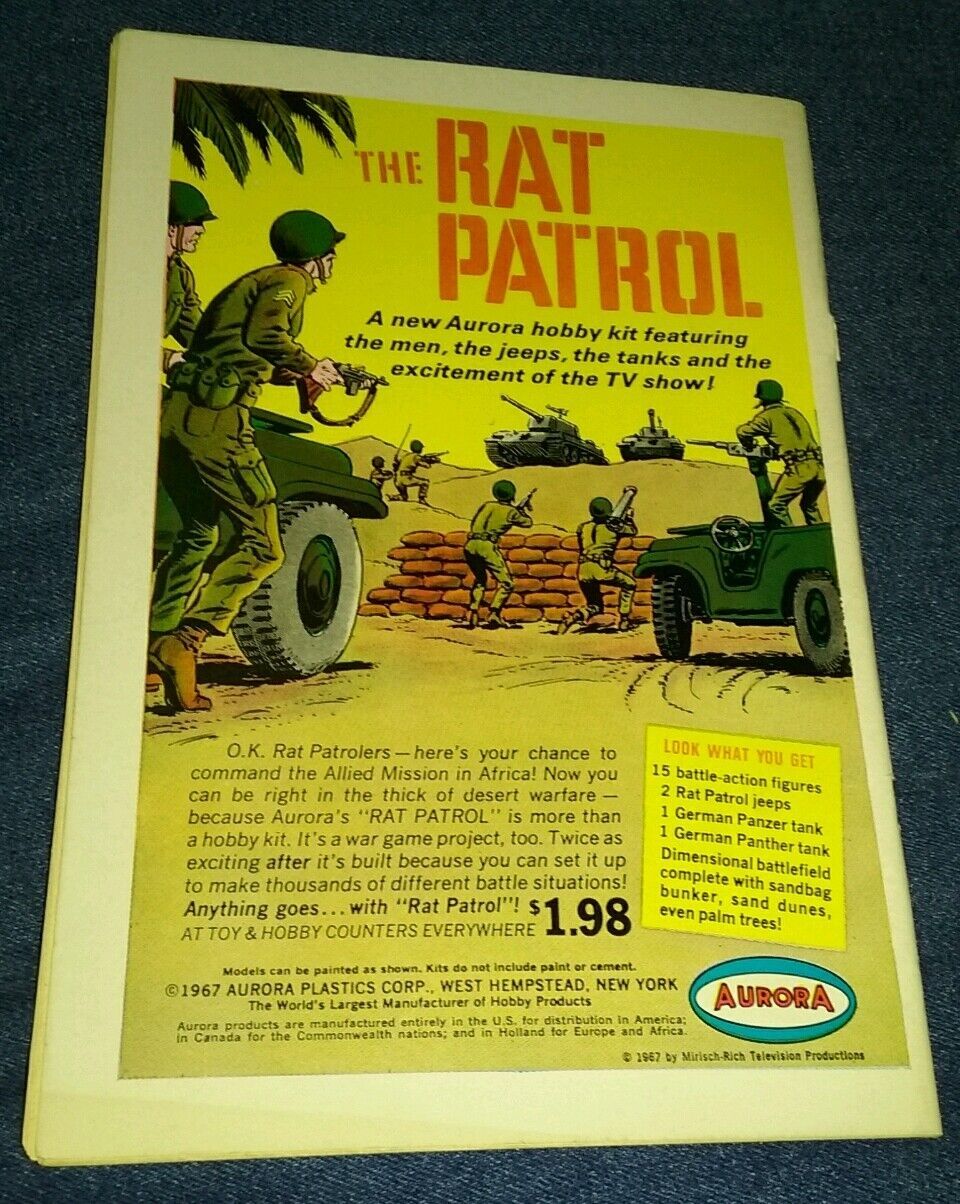 THE RAT
PATROL
A new Aurora hobby kit featuring
the men, the jeeps, the tanks and the
excitement of the TV show!
O.K. Rat Patrolers — here's your chance to
command the Allied Mission in Africa! Now you
can be right in the thick of desert warfare —
because Aurora's "RAT PATROL" is more than
a hobby kit. It's a war game project, too. Twice as
exciting after it's built because you can set it up
to make thousands of different battle situations!
Anything goes...with "Rat Patrol"! $1.98
AT TOY & HOBBY COUNTERS EVERYWHERE
LOOK WHAT YOU GET
15 battle-action figures
2 Rat Patrol jeeps
1 German Panzer tank
1 German Panther tank
Dimensional battlefield
complete with sandbag
bunker, sand dunes,
even palm trees!
Models can be painted as shown. Kits do not include paint or cement.
©1967 AURORA PLASTICS CORP., WEST HEMPSTEAD, NEW YORK
The World's Largest Manufacturer of Hobby Products
Aurora products are manufactured entirely in the U.S. for distribution in America;
in Canada for the Commonwealth nations; and in Holland for Europe and Africa.
AURORA
© 1967 by Mirisch-Rich Television Productions